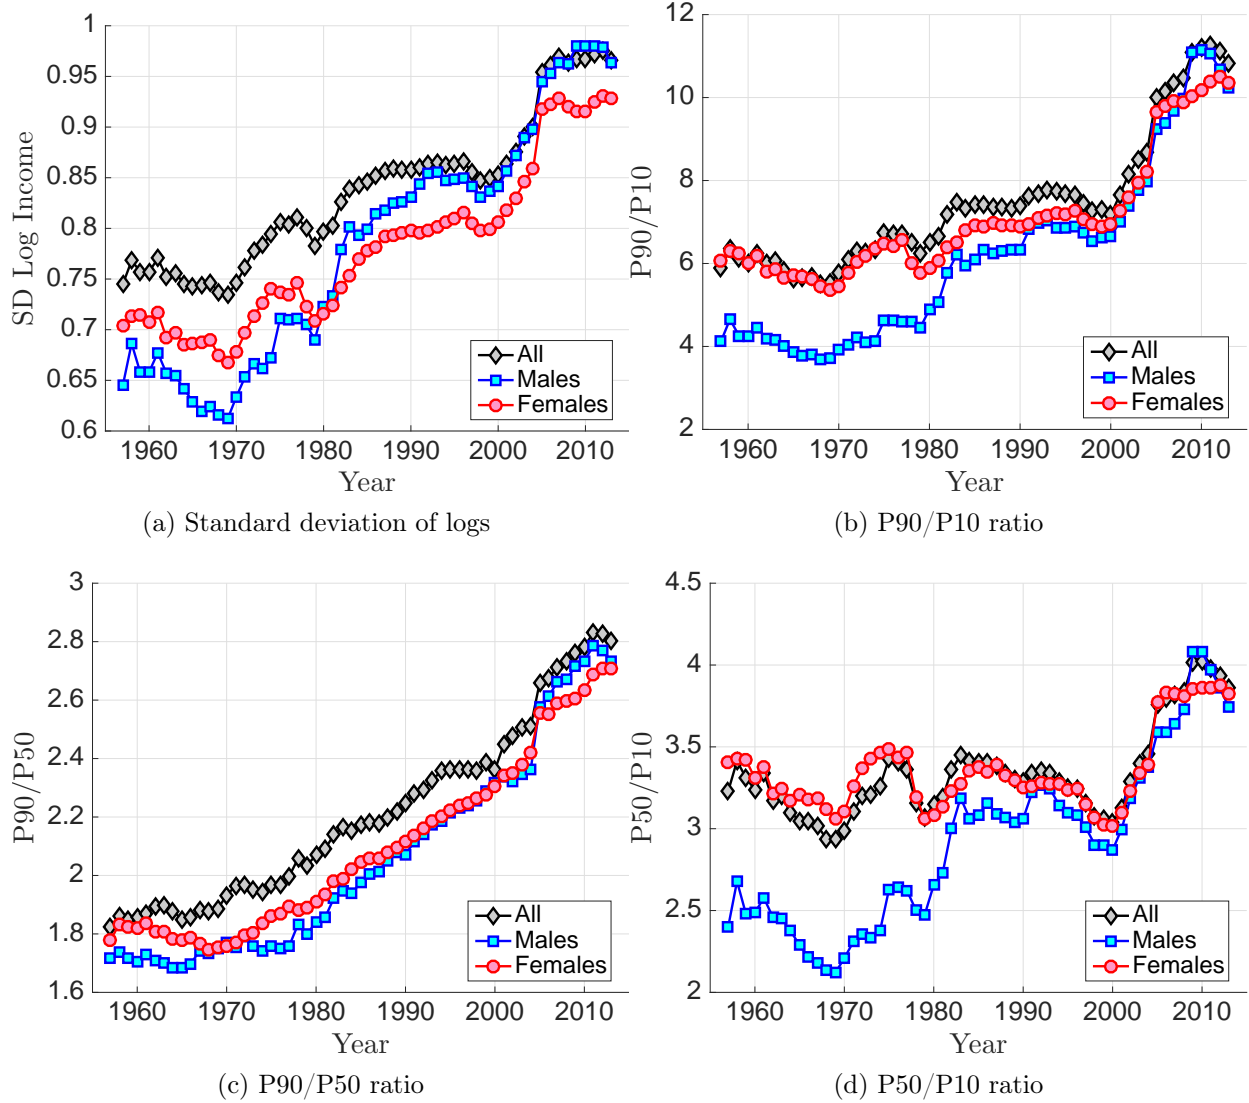 1
0.95
0.9
0.85
0.8
0.75
0.7
0.65
0.6
SD Log Income
1960 1970 1980 1990 2000 2010
Year
All
Males
Females
(a) Standard deviation of logs
12
10
8
6
4
2
P90/P10
1960 1970 1980 1990 2000 2010
Year
All
Males
Females
(b) P90/P10 ratio
3
2.8
2.6
2.4
2.2
2
1.8
1.6
P90/P50
1960 1970 1980 1990 2000 2010
Year
All
Males
Females
(c) P90/P50 ratio
4.5
4
3.5
3
2.5
2
P50/P10
1960 1970 1980 1990 2000 2010
Year
All
Males
Females
(d) P50/P10 ratio